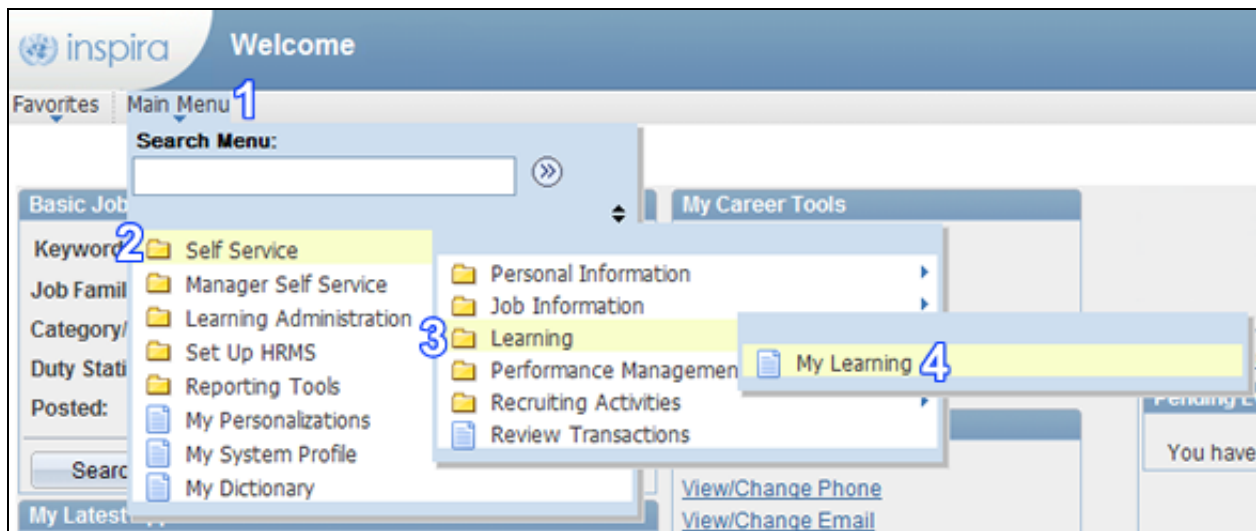 inspira
Welcome
Favorites
Main Menu
1
Search Menu:
Basic Job
My Career Tools
2
Keyword
Self Service
Manager Self Service
Learning Administration
Set Up HRMS
Reporting Tools
My Personalizations
My System Profile
My Dictionary
Job Famil
Category/
Duty Stati
Posted:
Searc
My Latest
Personal Information
Job Information
3
Learning
Performance Managemen
Recruiting Activities
Review Transactions
My Learning
4
Pending E
You have
View/Change Phone
View/Change Email